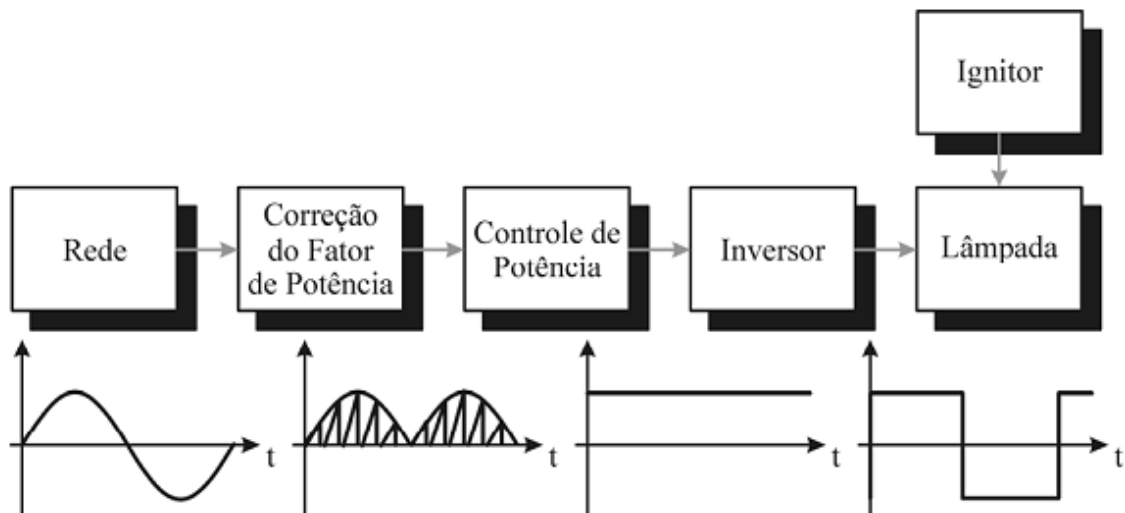 Ignitor
Rede
Correção
do Fator
de Potência
Controle de
Potência
Inversor
Lâmpada
t
t
t
t